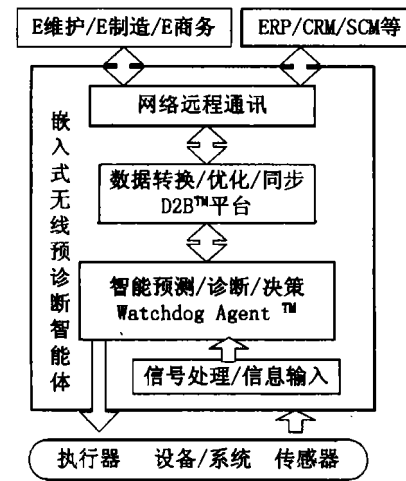 E维护/E制造/E商务
ERP/CRM/SCM等
嵌入式无线预诊断智能体
网络远程通讯
数据转换/优化/同步
D2B™平台
智能预测/诊断/决策
Watchdog Agent ™
信号处理/信息输入
执行器 设备/系统 传感器